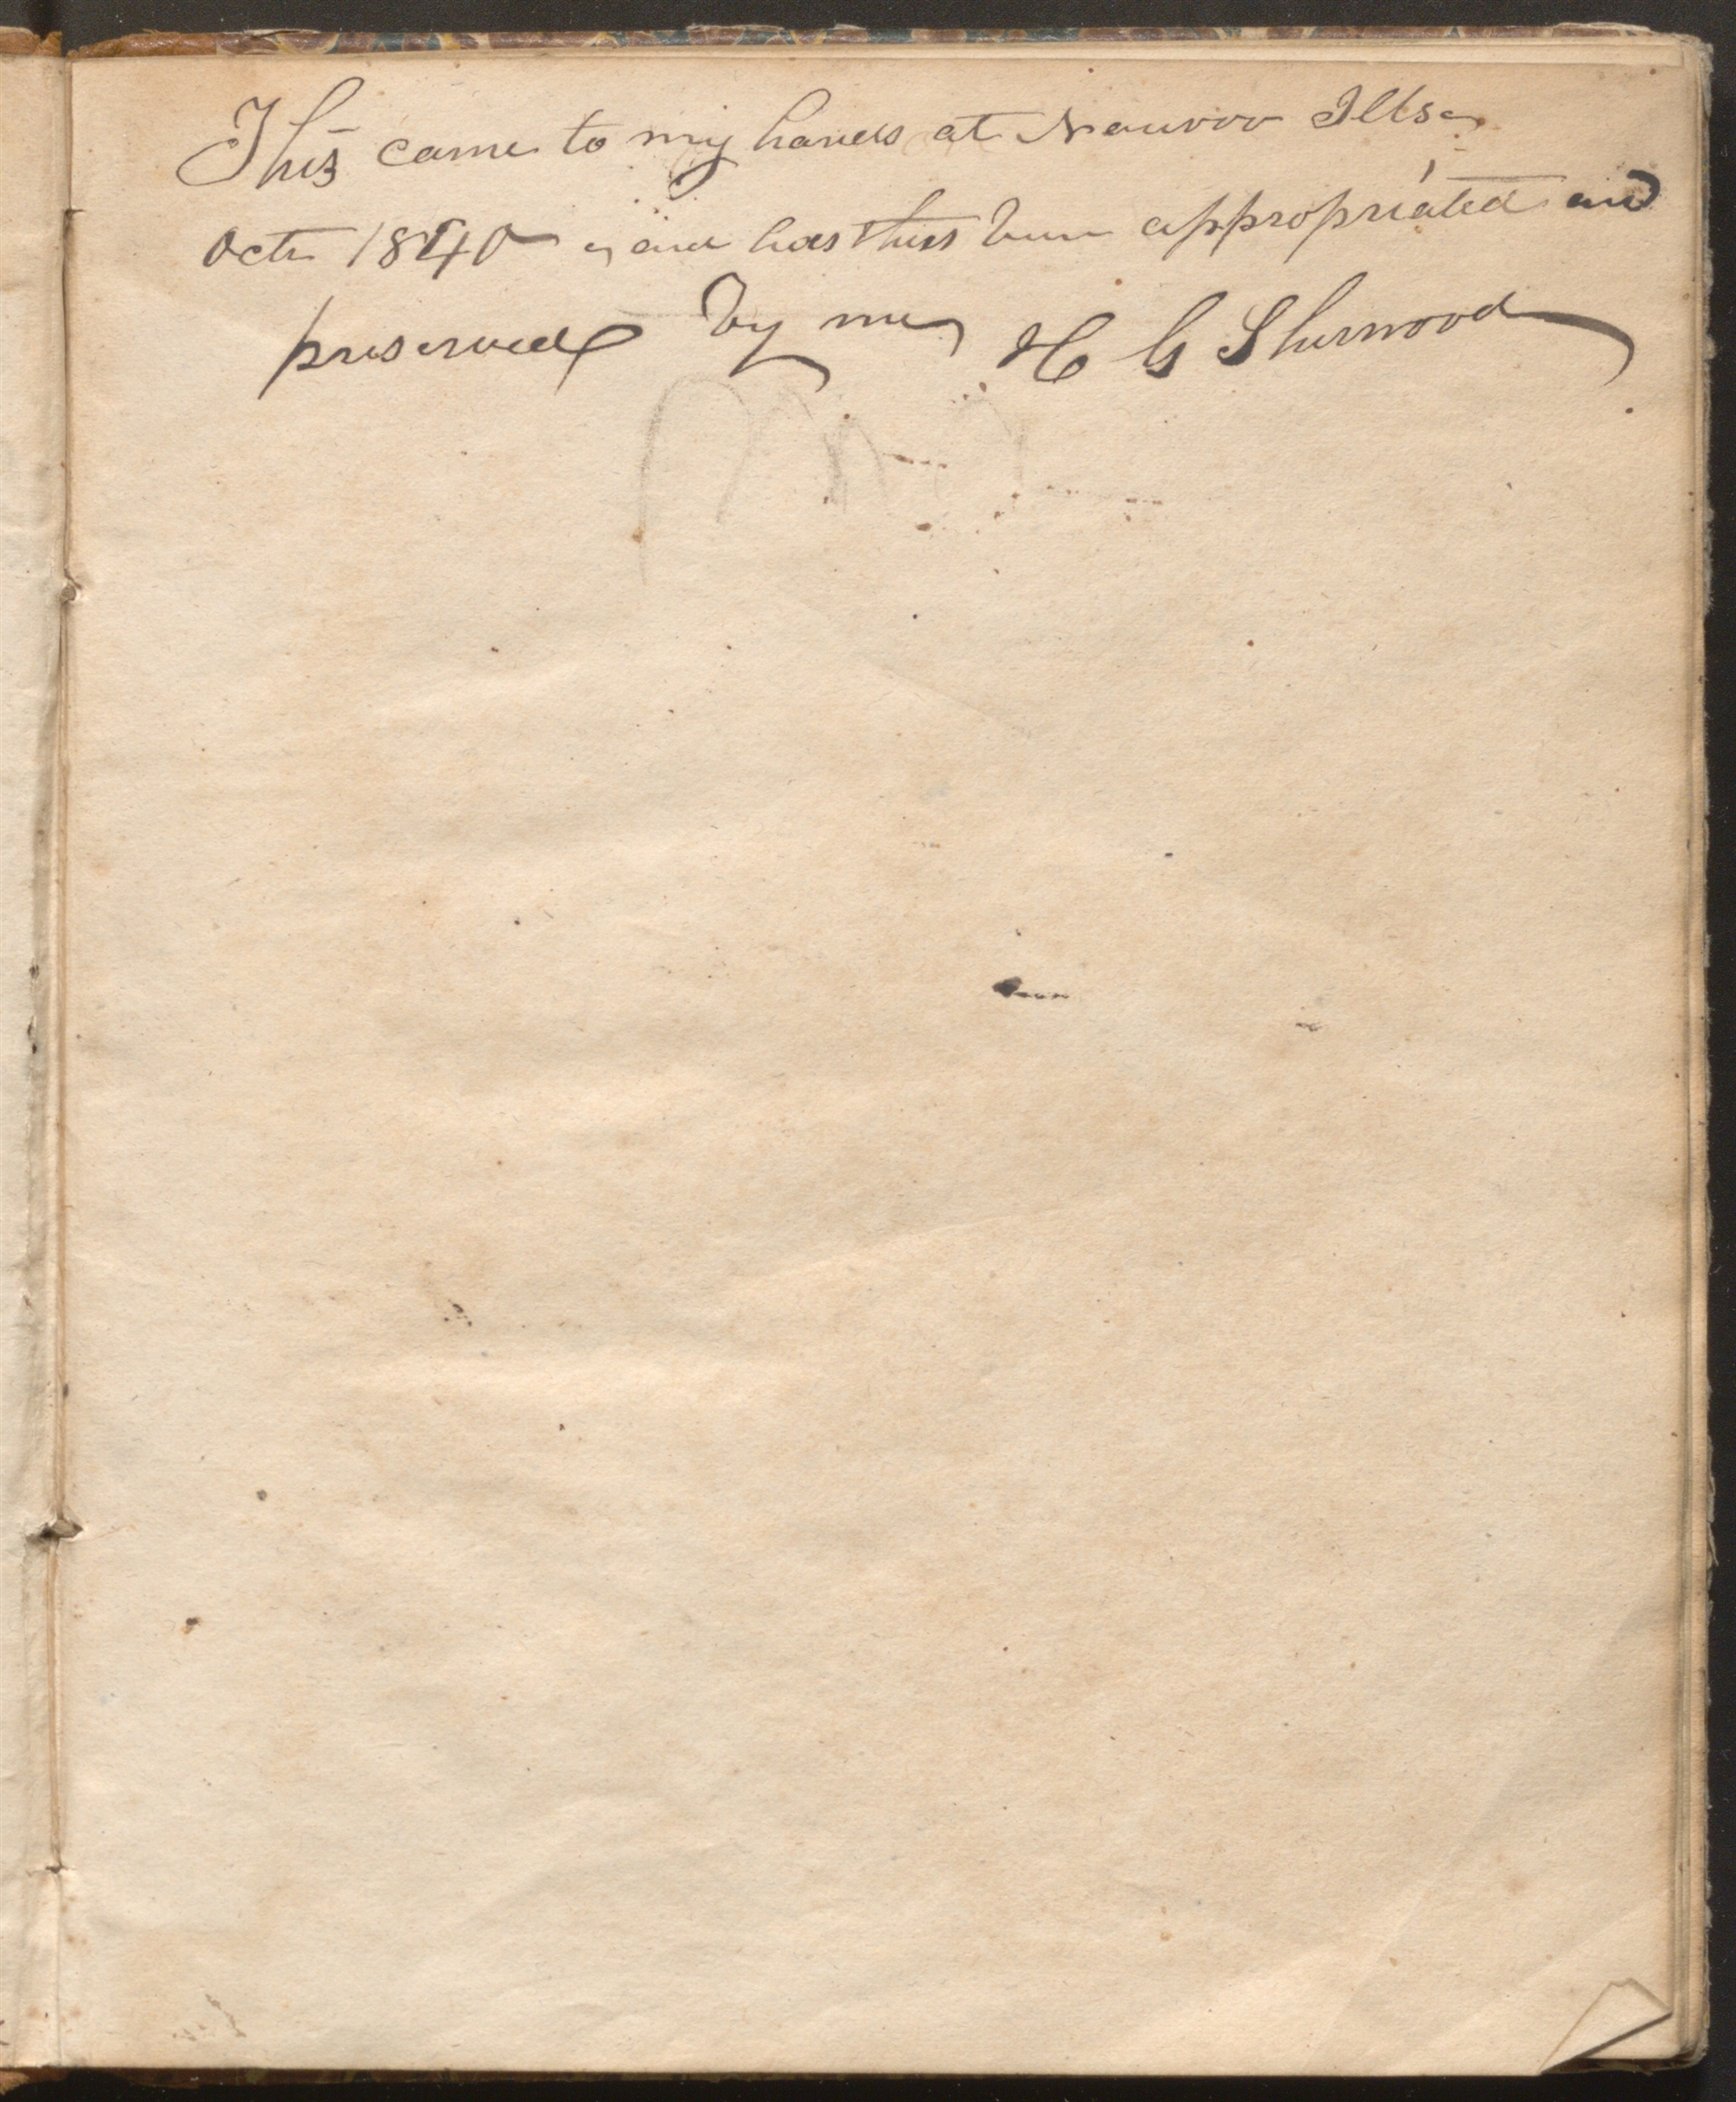 This came to my hands at Nauvoo Ills.
Octr 1840, and has thus been appropriated and
preserved by me, H G Sherwood